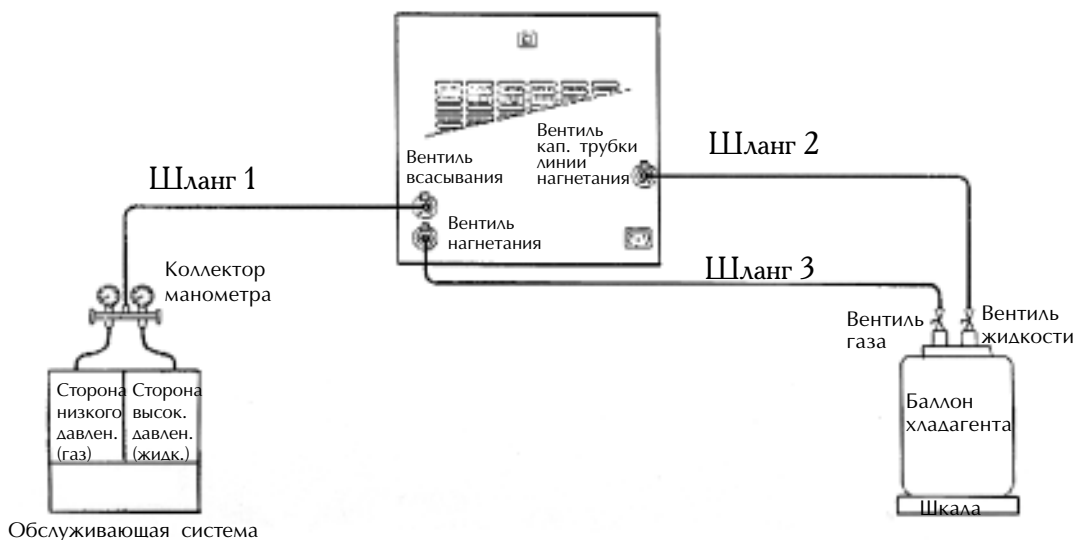 Вентиль
кап. трубки
линии
нагнетания
Шланг 2
Вентиль
всасывания
Шланг 1
Вентиль
нагнетания
Шланг 3
Коллектор
манометра
Вентиль
газа
Вентиль
жидкости
Сторона
низкого
давлен.
(газ)
Сторона
высок.
давлен.
(жидк.)
Баллон
хладагента
Шкала
Обслуживающая система